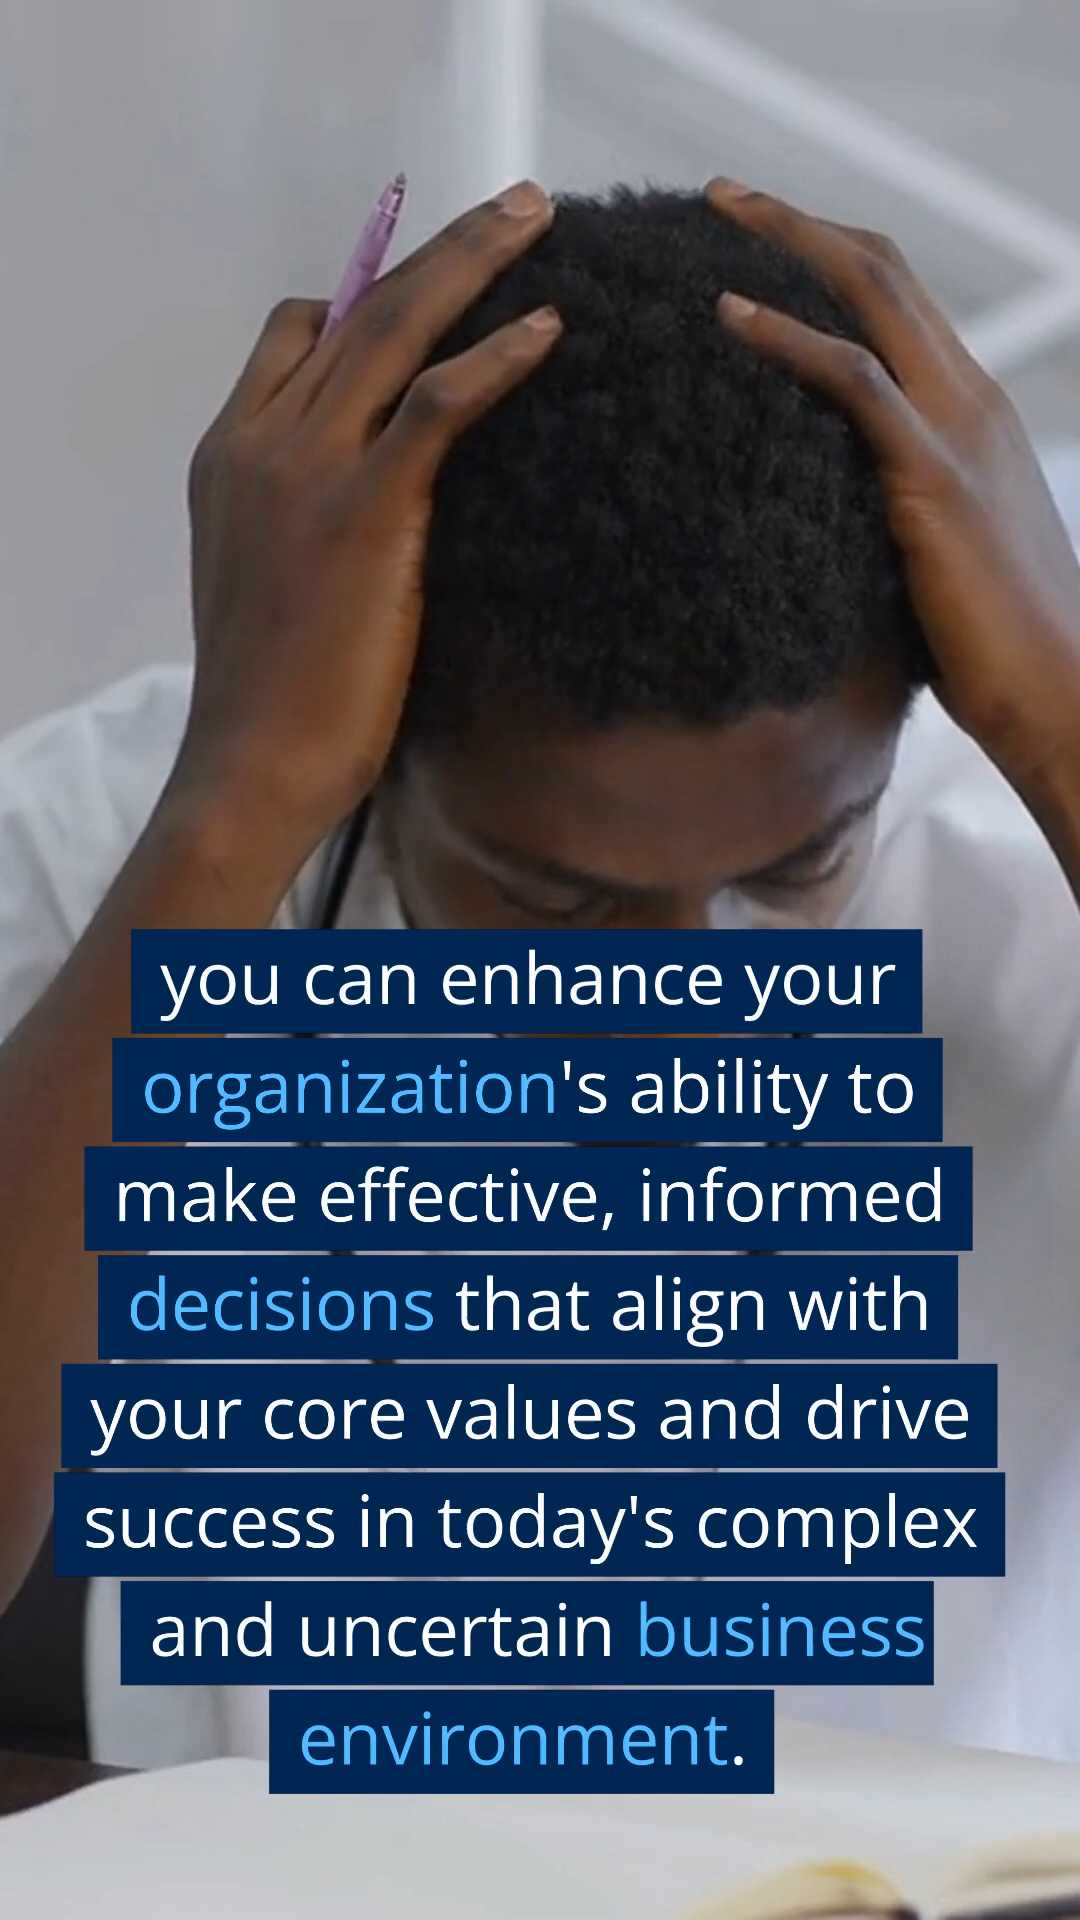 you can enhance your
organization's ability to
make effective, informed
decisions that align with
your core values and drive
success in today's complex
and uncertain business
environment.